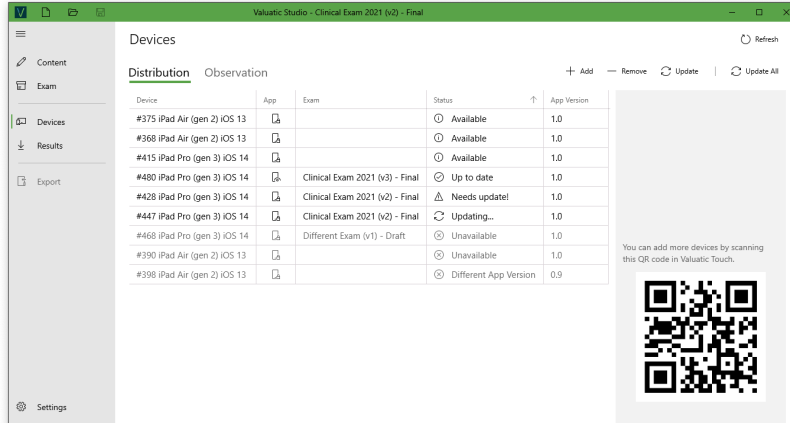 V Valuatic Studio - Clinical Exam 2021 (v2) - Final
Devices
Refresh
Content
Exam
Devices
Results
Export
Settings
Distribution Observation
Add Remove Update Update All
Device App Exam Status App Version
#375 iPad Air (gen 2) iOS 13 Available 1.0
#368 iPad Air (gen 2) iOS 13 Available 1.0
#415 iPad Pro (gen 3) iOS 14 Available 1.0
#480 iPad Pro (gen 3) iOS 14 Clinical Exam 2021 (v3) - Final Up to date 1.0
#428 iPad Pro (gen 3) iOS 14 Clinical Exam 2021 (v2) - Final Needs update! 1.0
#447 iPad Pro (gen 3) iOS 14 Clinical Exam 2021 (v2) - Final Updating... 1.0
#468 iPad Pro (gen 3) iOS 14 Different Exam (v1) - Draft Unavailable 1.0
#390 iPad Air (gen 2) iOS 13 Unavailable 1.0
#398 iPad Air (gen 2) iOS 13 Different App Version 0.9
You can add more devices by scanning
this QR code in Valuatic Touch.